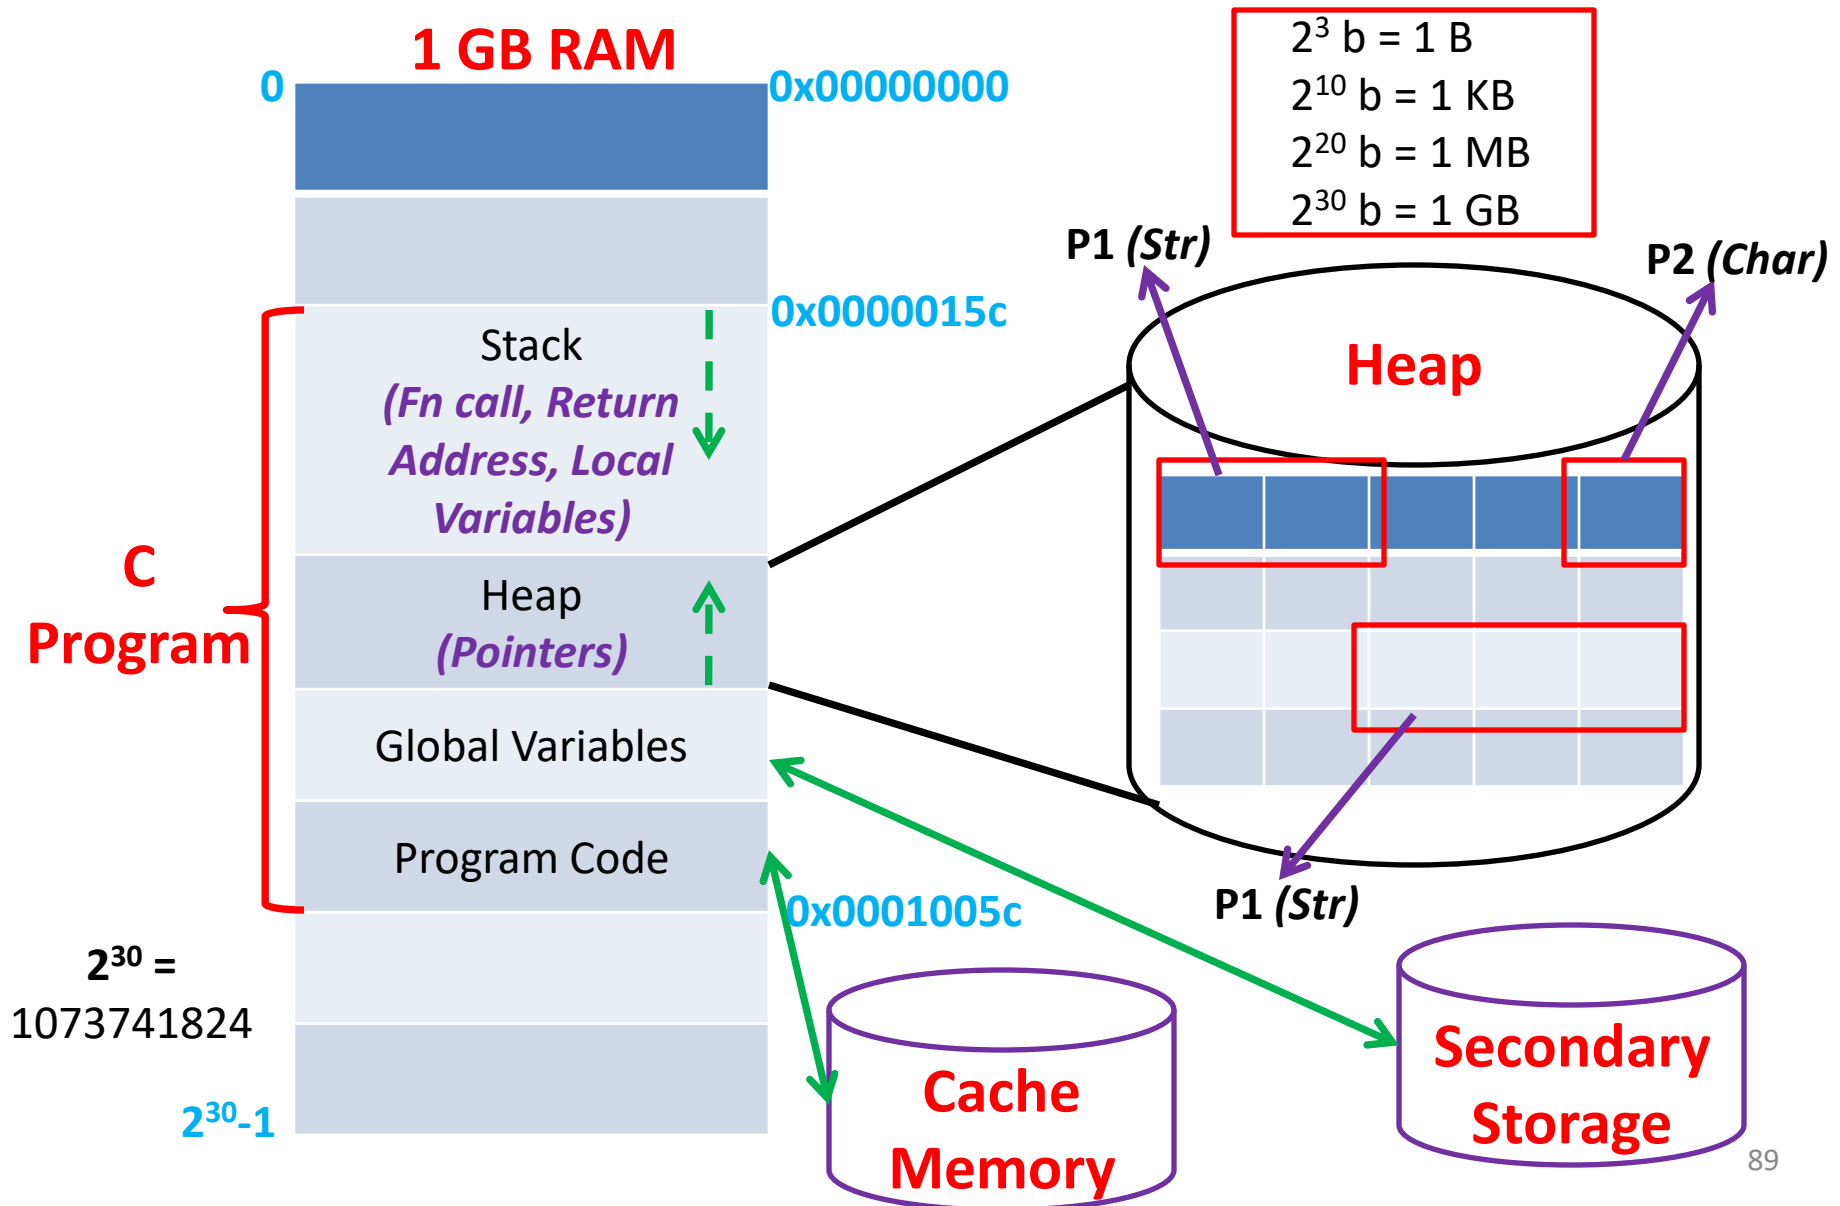 1 GB RAM
0
0x00000000
2³ b = 1 B
2¹⁰ b = 1 KB
2²⁰ b = 1 MB
2³⁰ b = 1 GB
P1 (Str)
P2 (Char)
0x0000015c
Stack
(Fn call, Return
Address, Local
Variables)
Heap
C
Program
Heap
(Pointers)
Global Variables
Program Code
0x0001005c
P1 (Str)
2³⁰ =
1073741824
2³⁰-1
Cache
Memory
Secondary
Storage
89